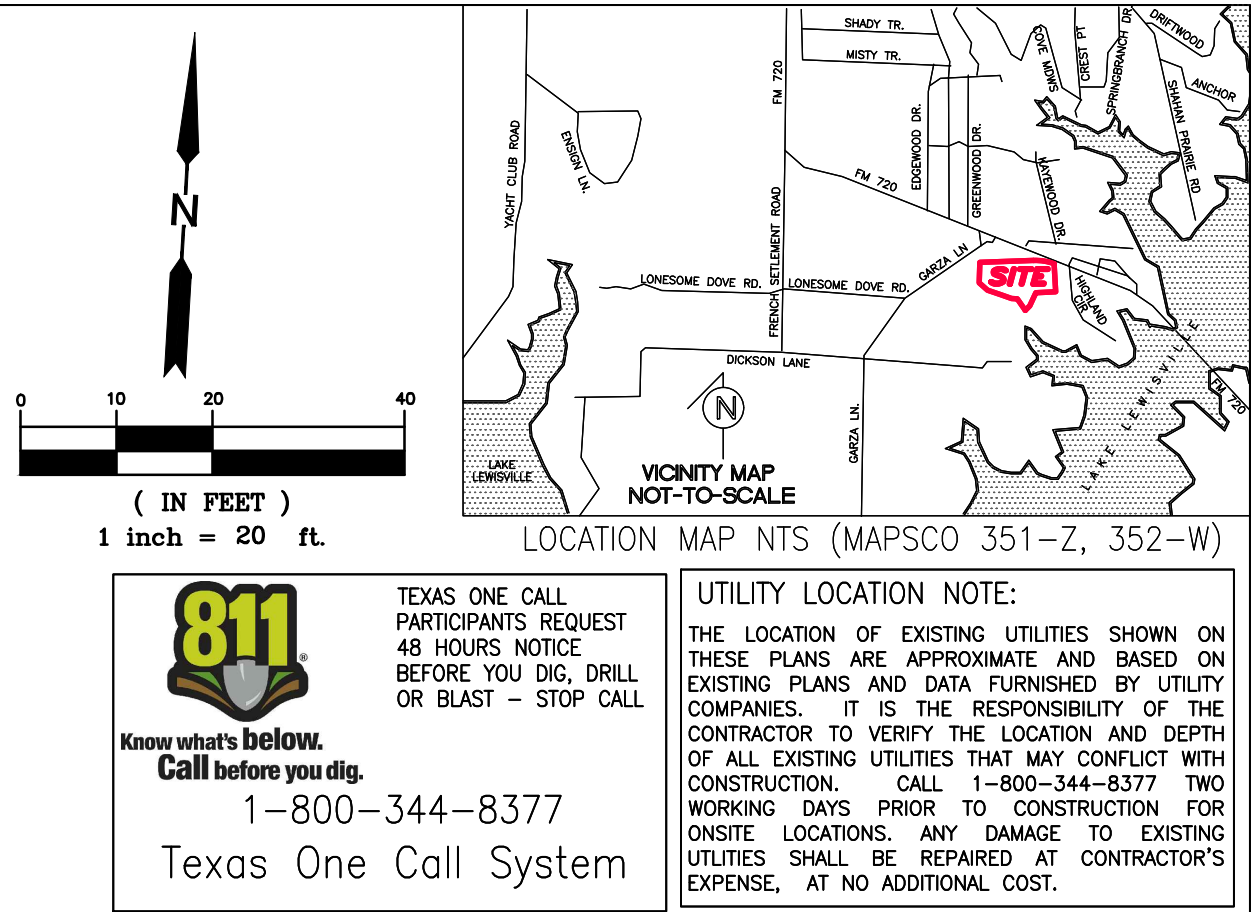 N
0 10 20 40
( IN FEET )
1 inch = 20 ft.
SHADY TR.
MISTY TR.
FM 720
YACHT CLUB ROAD
ENSIGN LN.
EDGEWOOD DR.
GREENWOOD DR.
COVE MDWS
CREST PT
SPRINGBRANCH DR.
DRIFTWOOD
ANCHOR
SHAHAN PRAIRIE RD
HAYEWOOD DR.
FM 720
FRENCH SETLEMENT ROAD
GARZA LN
SITE
HIGHLAND
CIR
LONESOME DOVE RD.
LONESOME DOVE RD.
DICKSON LANE
GARZA LN.
LAKE LEWISVILLE
FM 720
LAKE
LEWISVILLE
N
VICINITY MAP
NOT-TO-SCALE
LOCATION MAP NTS (MAPSCO 351-Z, 352-W)
811®
Know what's below.
Call before you dig.
TEXAS ONE CALL
PARTICIPANTS REQUEST
48 HOURS NOTICE
BEFORE YOU DIG, DRILL
OR BLAST – STOP CALL
1-800-344-8377
Texas One Call System
UTILITY LOCATION NOTE:
THE LOCATION OF EXISTING UTILITIES SHOWN ON
THESE PLANS ARE APPROXIMATE AND BASED ON
EXISTING PLANS AND DATA FURNISHED BY UTILITY
COMPANIES. IT IS THE RESPONSIBILITY OF THE
CONTRACTOR TO VERIFY THE LOCATION AND DEPTH
OF ALL EXISTING UTILITIES THAT MAY CONFLICT WITH
CONSTRUCTION. CALL 1-800-344-8377 TWO
WORKING DAYS PRIOR TO CONSTRUCTION FOR
ONSITE LOCATIONS. ANY DAMAGE TO EXISTING
UTLITIES SHALL BE REPAIRED AT CONTRACTOR'S
EXPENSE, AT NO ADDITIONAL COST.